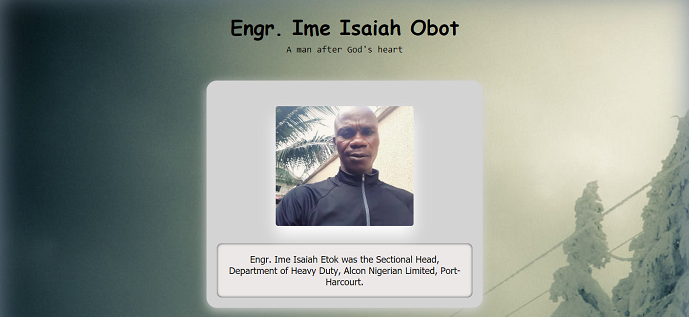 Engr. Ime Isaiah Obot
A man after God's heart
Engr. Ime Isaiah Etok was the Sectional Head,
Department of Heavy Duty, Alcon Nigerian Limited, Port-
Harcourt.